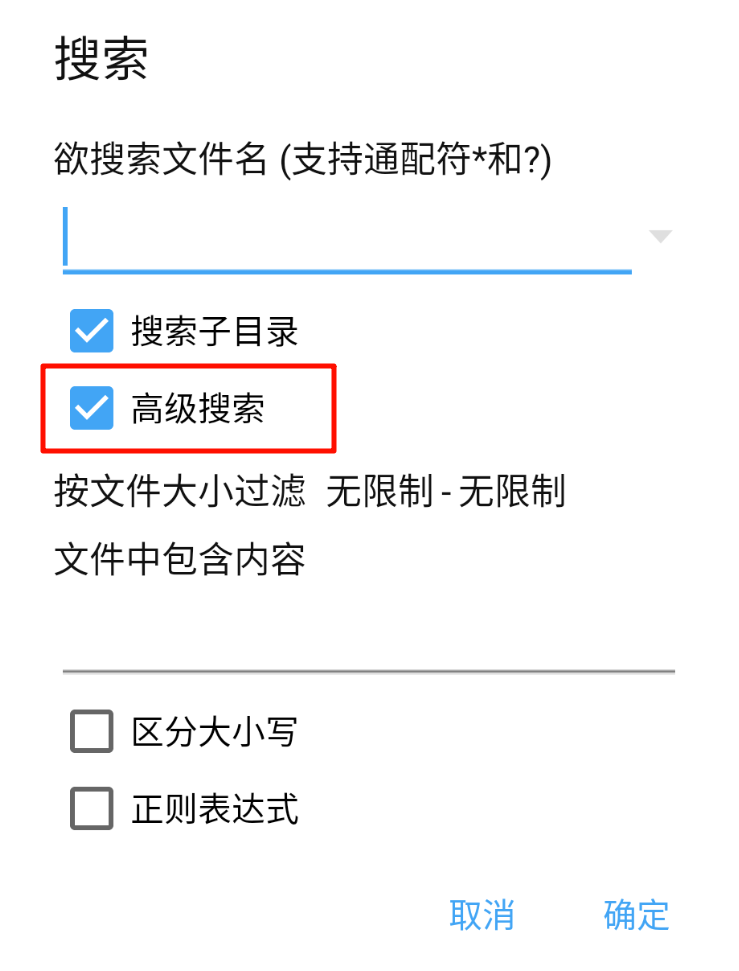 搜索
欲搜索文件名 (支持通配符*和?)
搜索子目录
高级搜索
按文件大小过滤 无限制 - 无限制
文件中包含内容
区分大小写
正则表达式
取消 确定